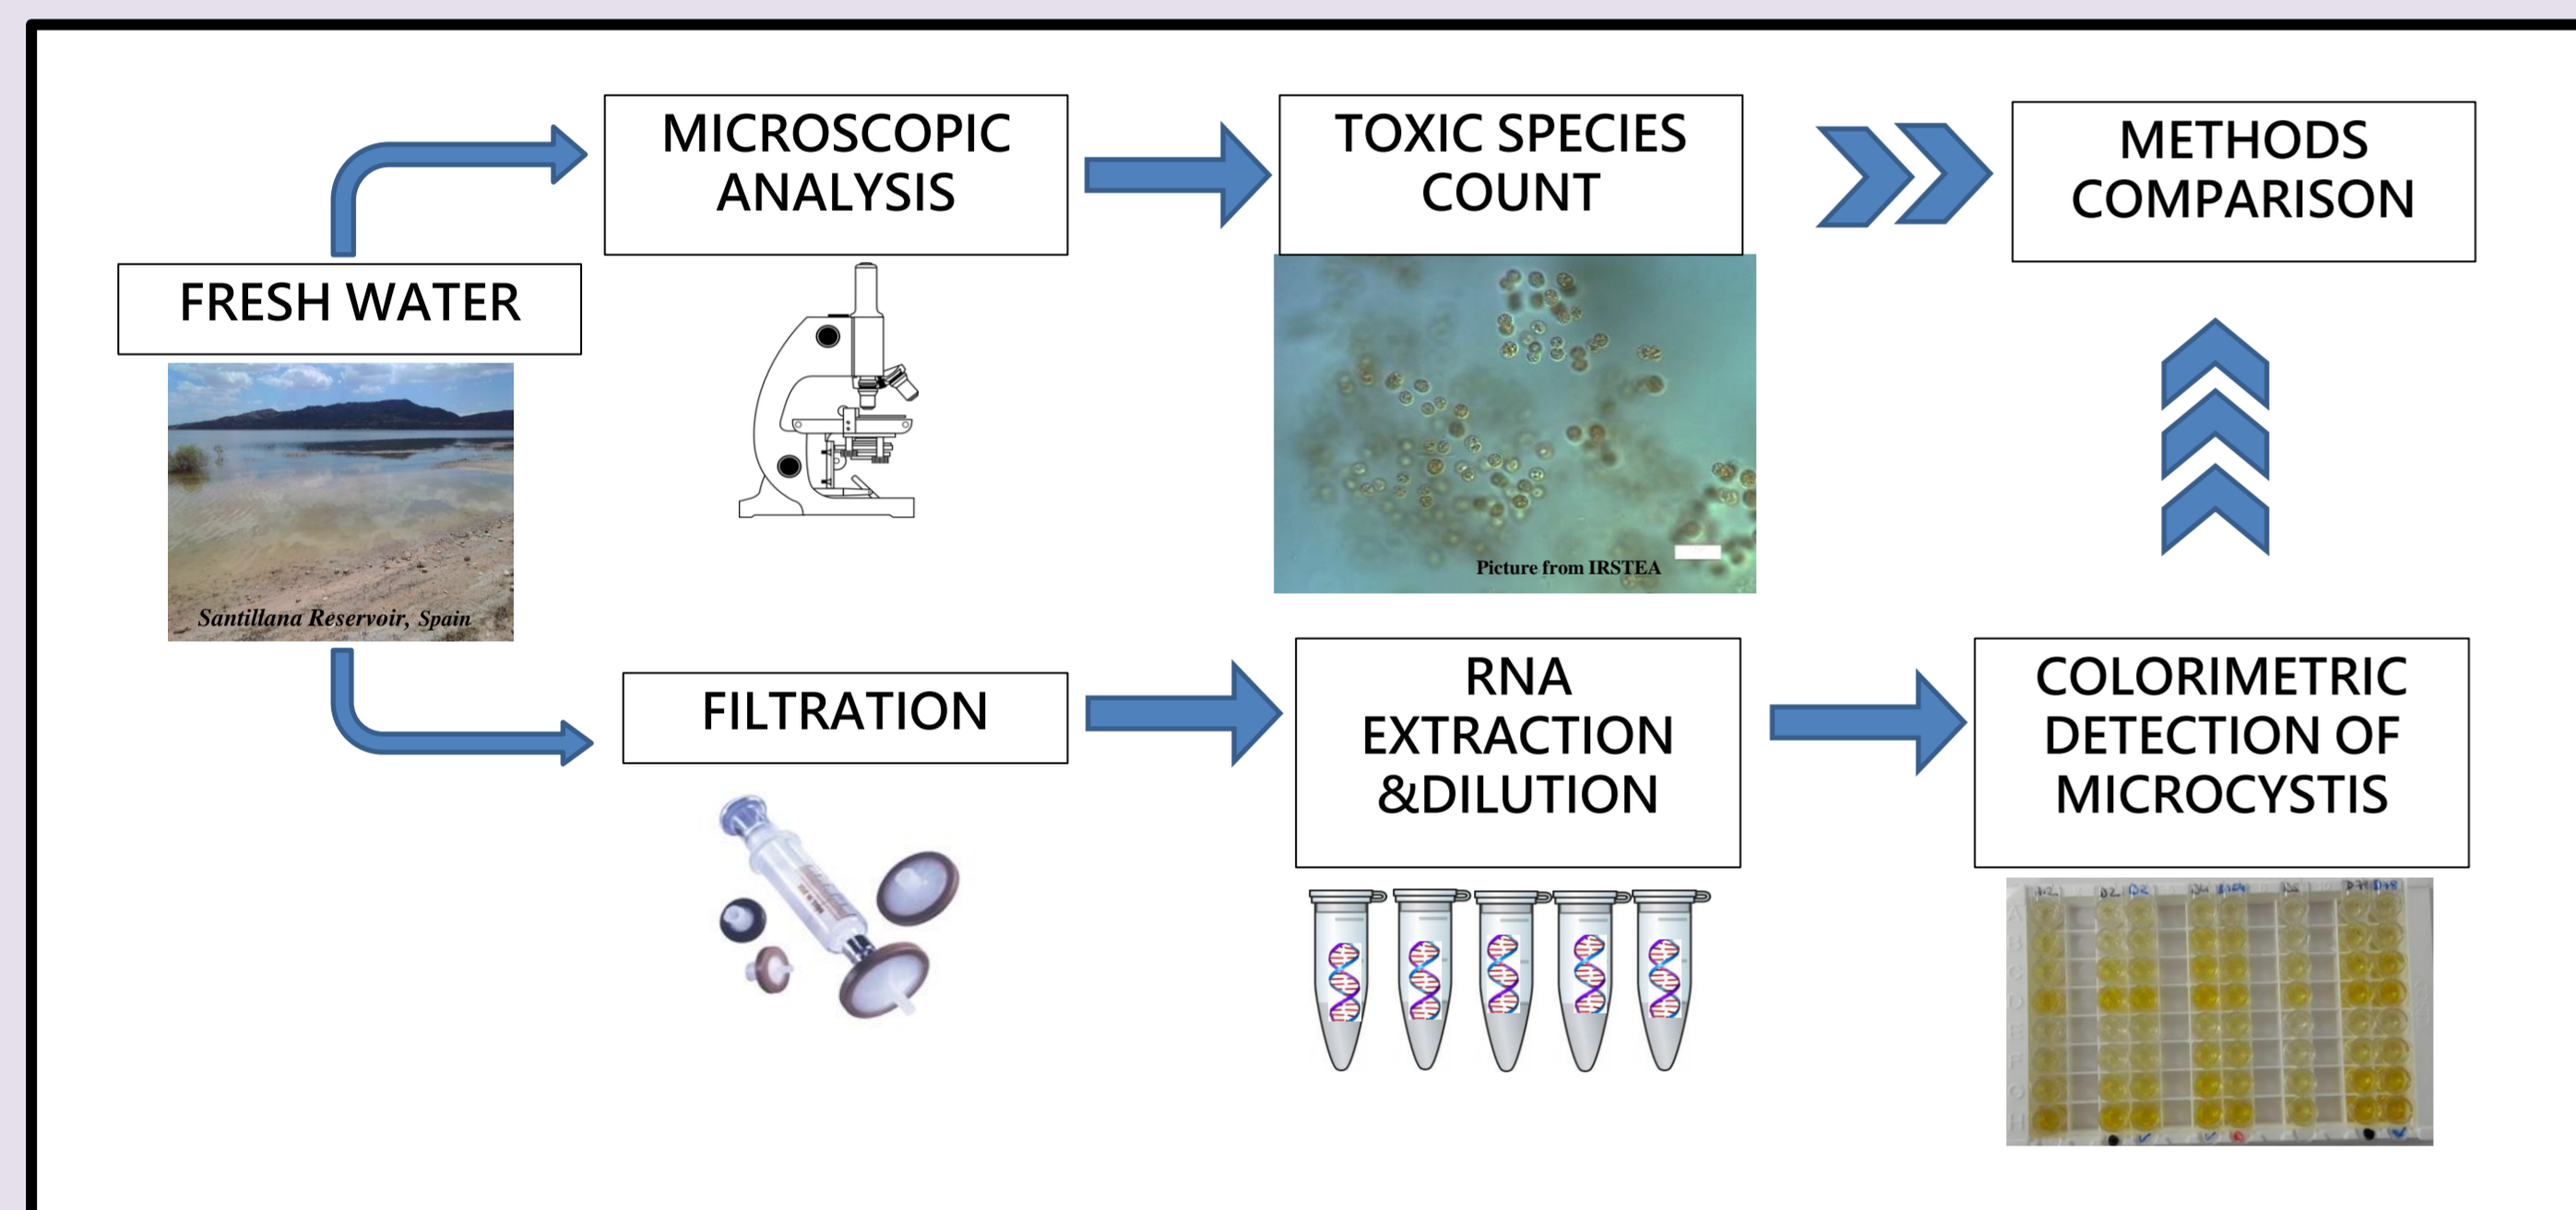 MICROSCOPIC
ANALYSIS
TOXIC SPECIES
COUNT
METHODS
COMPARISON
FRESH WATER
Santillana Reservoir, Spain
Picture from IRSTEA
FILTRATION
RNA
EXTRACTION
&DILUTION
COLORIMETRIC
DETECTION OF
MICROCYSTIS